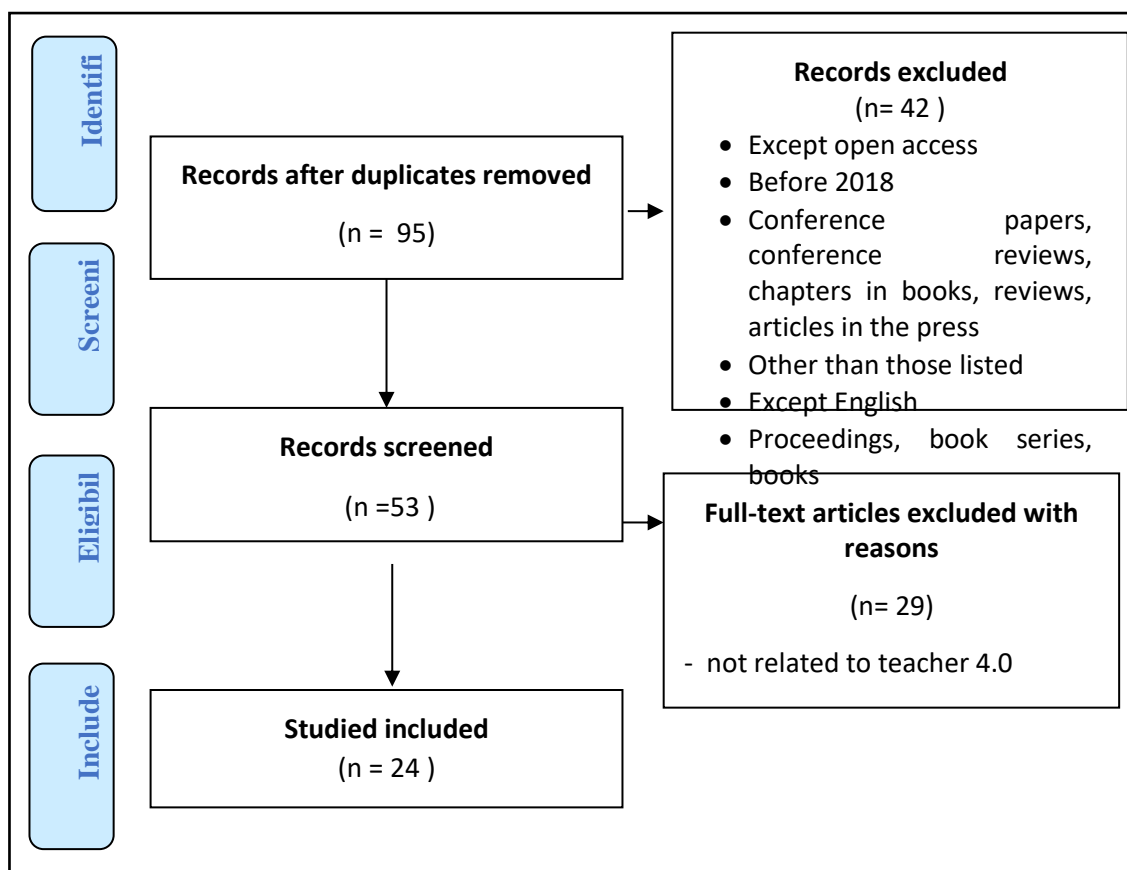 Identifi
Records after duplicates removed
(n = 95)
Records excluded
(n= 42 )
• Except open access
• Before 2018
• Conference papers,
conference reviews,
chapters in books, reviews,
articles in the press
• Other than those listed
• Except English
• Proceedings, book series,
books
Screeni
Records screened
(n =53 )
Eligibil
Full-text articles excluded with
reasons
(n= 29)
- not related to teacher 4.0
Include
Studied included
(n = 24 )